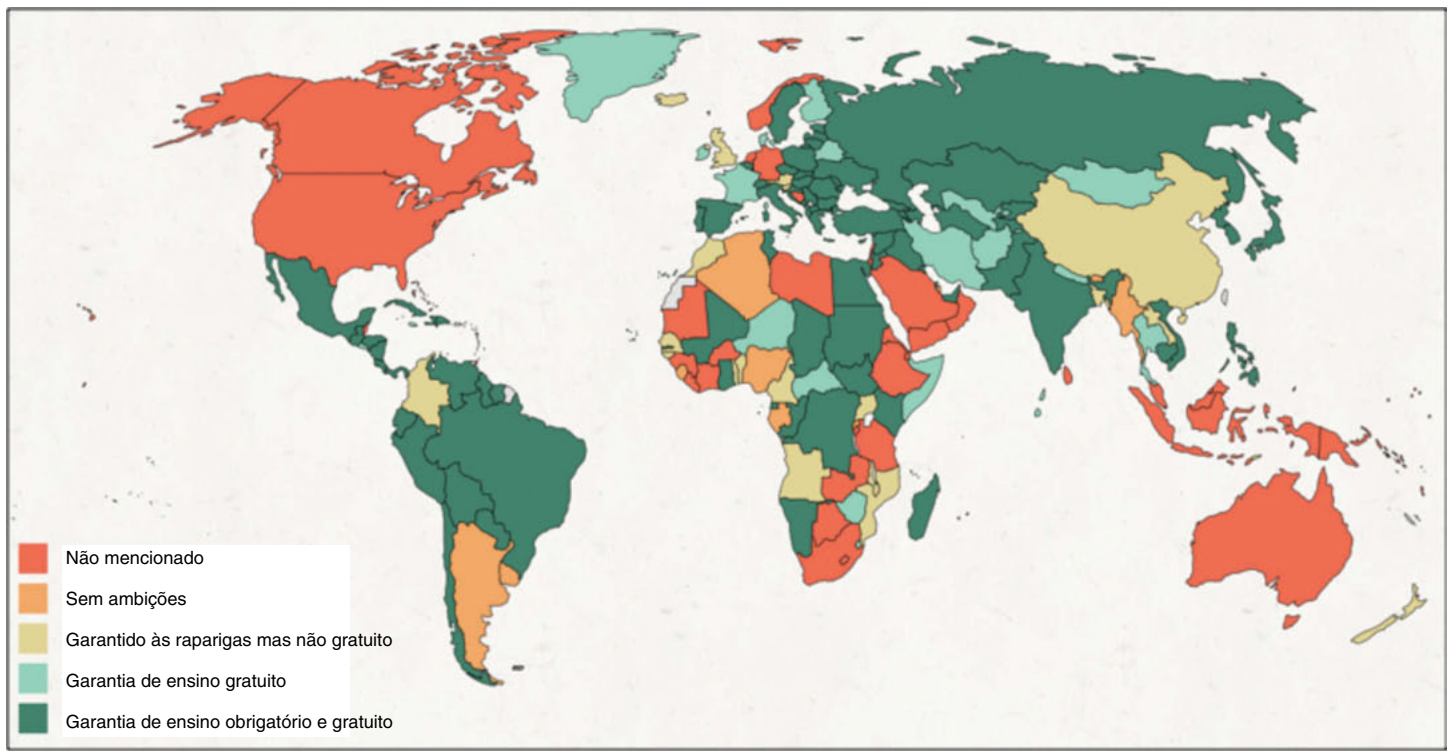 Não mencionado
Sem ambições
Garantido às raparigas mas não gratuito
Garantia de ensino gratuito
Garantia de ensino obrigatório e gratuito